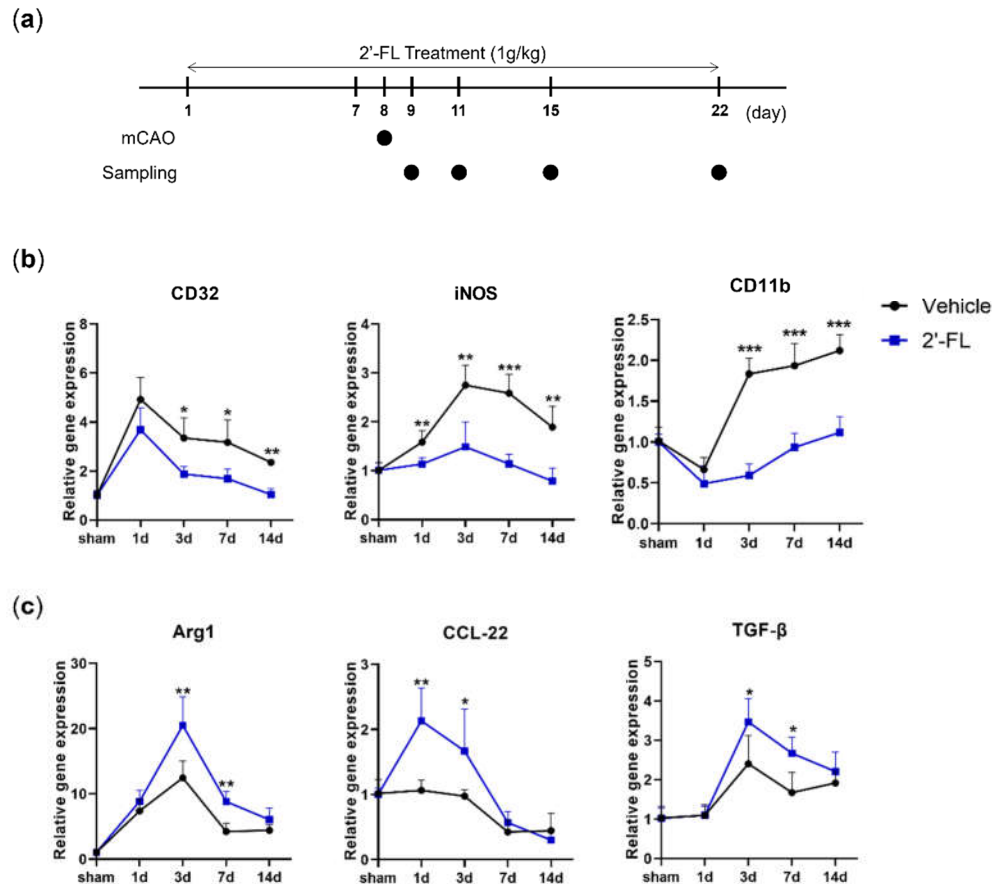 (a)
2'-FL Treatment (1g/kg)
1 7 8 9 11 15 22 (day)
mCAO
Sampling
(b)
CD32
Relative gene expression
8
6
4
2
0
sham 1d 3d 7d 14d
* * **
iNOS
Relative gene expression
4
3
2
1
0
sham 1d 3d 7d 14d
** ** *** **
CD11b
Relative gene expression
2.5
2.0
1.5
1.0
0.5
0.0
sham 1d 3d 7d 14d
*** *** ***
Vehicle
2'-FL
(c)
Arg1
Relative gene expression
30
20
10
0
sham 1d 3d 7d 14d
** **
CCL-22
Relative gene expression
3
2
1
0
sham 1d 3d 7d 14d
** *
TGF-β
Relative gene expression
5
4
3
2
1
0
sham 1d 3d 7d 14d
* *